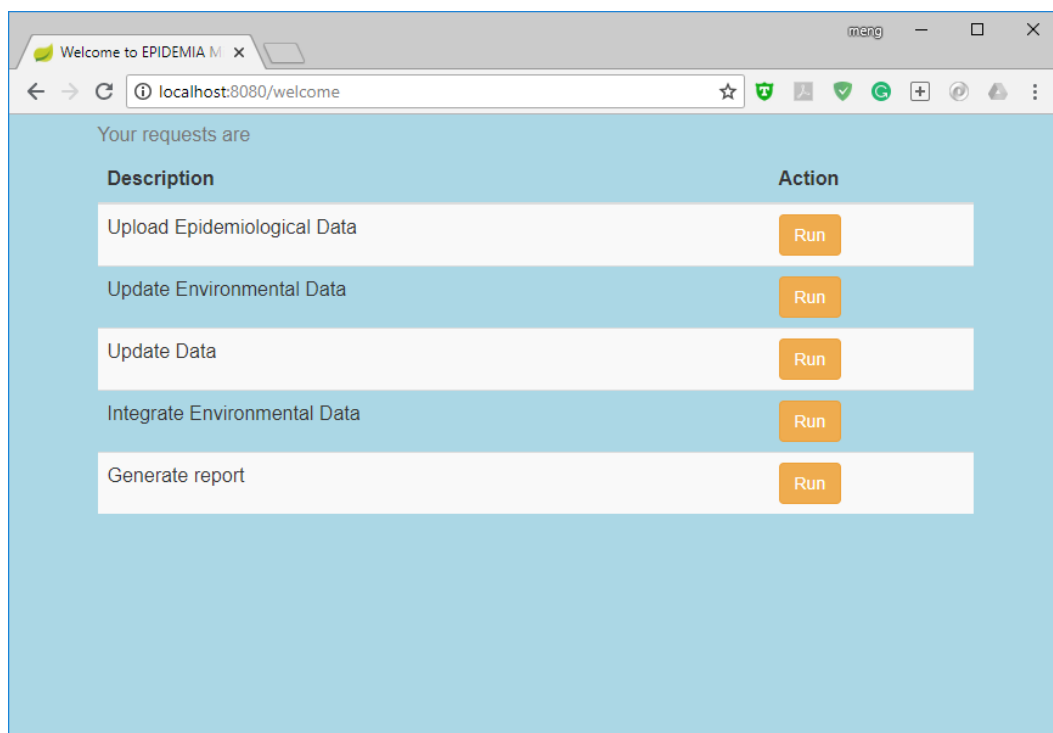 meng
Welcome to EPIDEMIA M
localhost:8080/welcome
Your requests are
Description Action
Upload Epidemiological Data Run
Update Environmental Data Run
Update Data Run
Integrate Environmental Data Run
Generate report Run